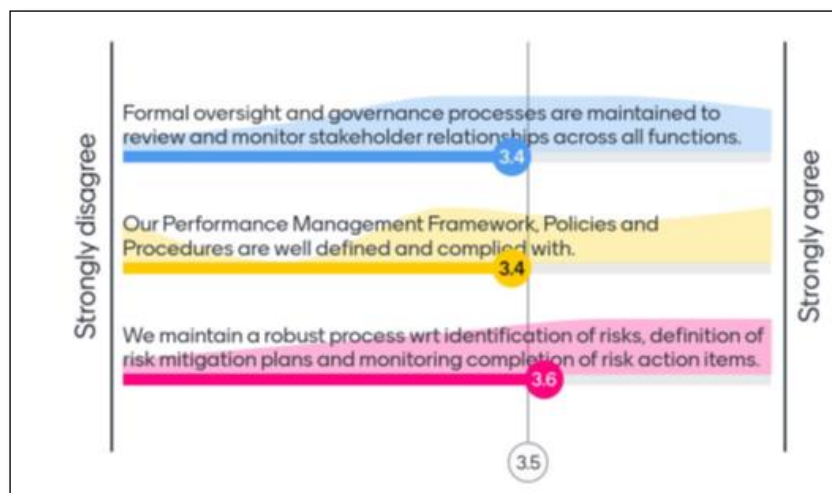 Strongly disagree
Formal oversight and governance processes are maintained to
review and monitor stakeholder relationships across all functions.
3.4
Our Performance Management Framework, Policies and
Procedures are well defined and complied with.
3.4
We maintain a robust process wrt identification of risks, definition of
risk mitigation plans and monitoring completion of risk action items.
3.6
3.5
Strongly agree